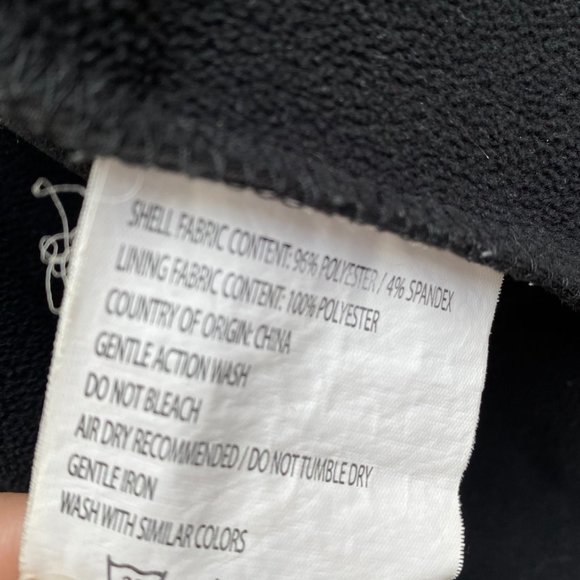 SHELL FABRIC CONTENT: 96% POLYESTER / 4% SPANDEX
LINING FABRIC CONTENT: 100% POLYESTER
COUNTRY OF ORIGIN: CHINA
GENTLE ACTION WASH
DO NOT BLEACH
AIR DRY RECOMMENDED / DO NOT TUMBLE DRY
GENTLE IRON
WASH WITH SIMILAR COLORS